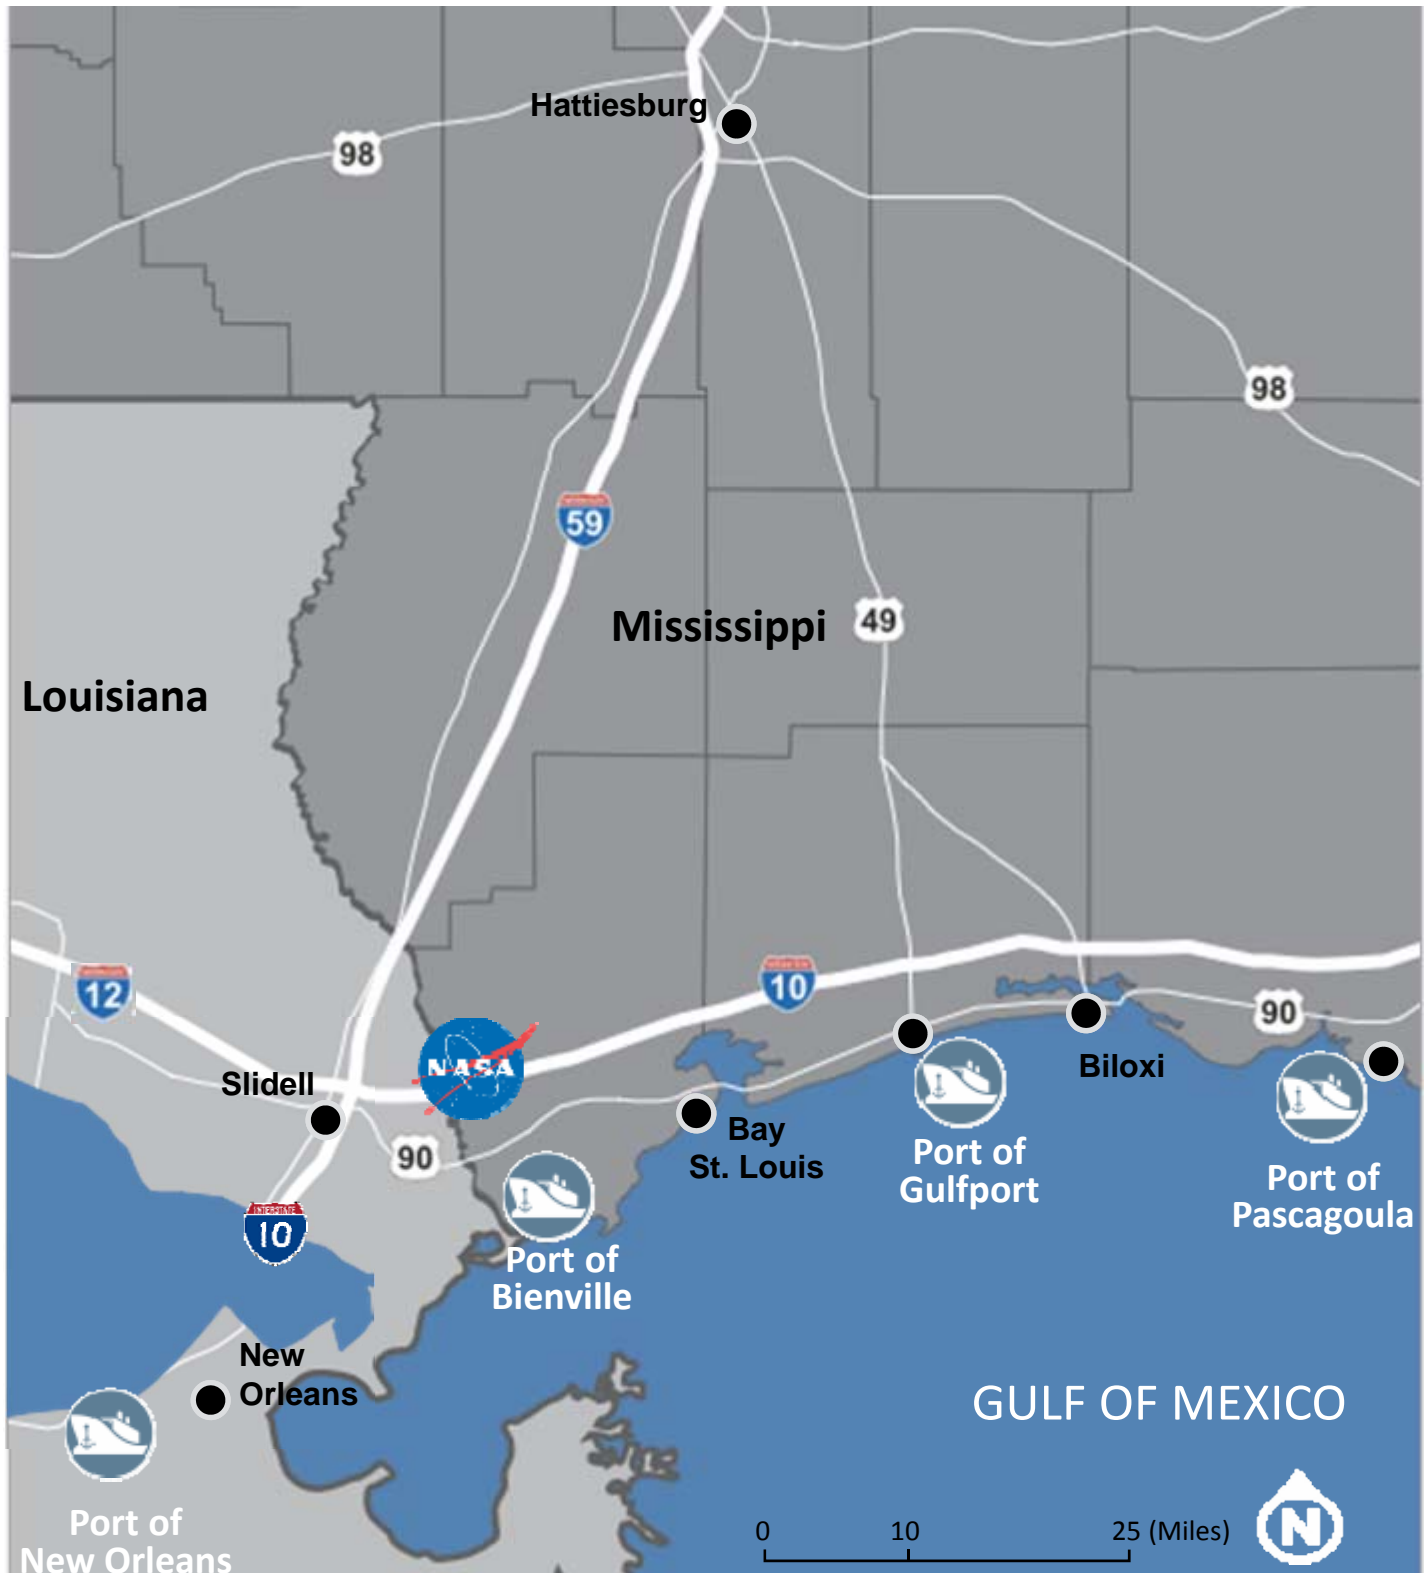 Hattiesburg
98
98
59
Mississippi
49
Louisiana
12
10
90
NASA
Slidell
Biloxi
90
Bay
St. Louis
Port of
Gulfport
Port of
Pascagoula
INTERSTATE
10
Port of
Bienville
New
Orleans
GULF OF MEXICO
Port of
New Orleans
0 10 25 (Miles)
N